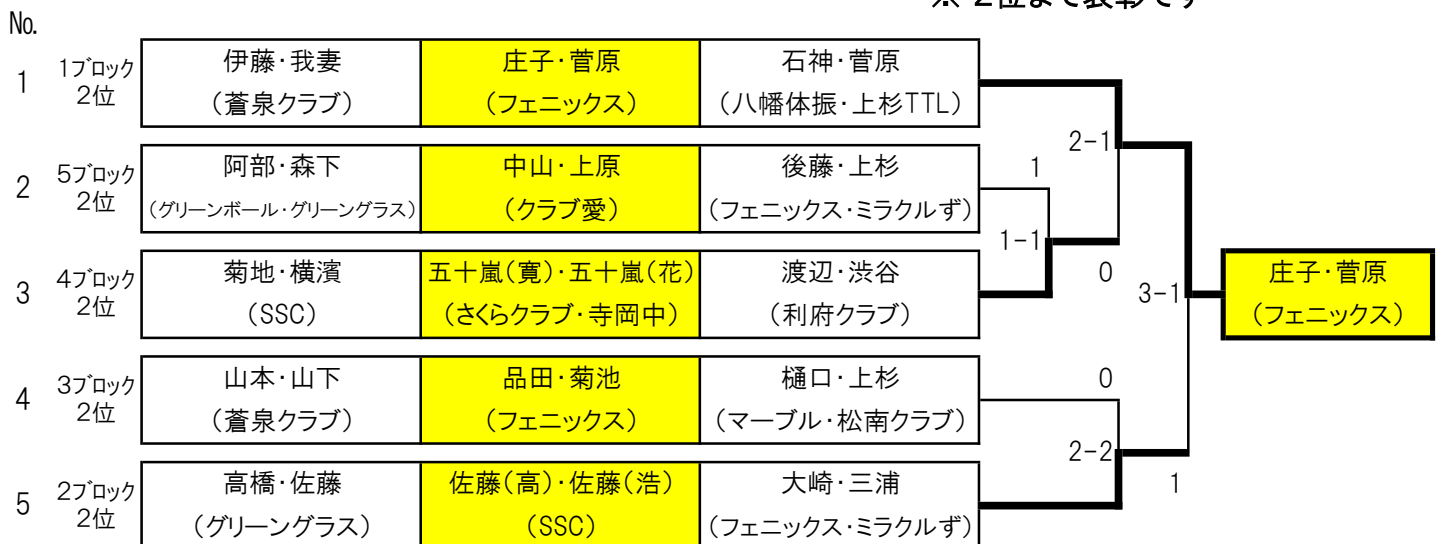 ※ 2位まで表彰です
No.
1 1ブロック 2位 伊藤・我妻 庄子・菅原 石神・菅原
(蒼泉クラブ) (フェニックス) (八幡体振・上杉TTL)
2-1
2 5ブロック 2位 阿部・森下 中山・上原 後藤・上杉 1
(グリーンボール・グリーングラス) (クラブ愛) (フェニックス・ミラクルず)
1-1
3 4ブロック 2位 菊地・横濱 五十嵐(寛)・五十嵐(花) 渡辺・渋谷 0 3-1 庄子・菅原
(SSC) (さくらクラブ・寺岡中) (利府クラブ) (フェニックス)
4 3ブロック 2位 山本・山下 品田・菊池 樋口・上杉 0
(蒼泉クラブ) (フェニックス) (マーブル・松南クラブ)
2-2
5 2ブロック 2位 高橋・佐藤 佐藤(高)・佐藤(浩) 大崎・三浦 1
(グリーングラス) (SSC) (フェニックス・ミラクルず)